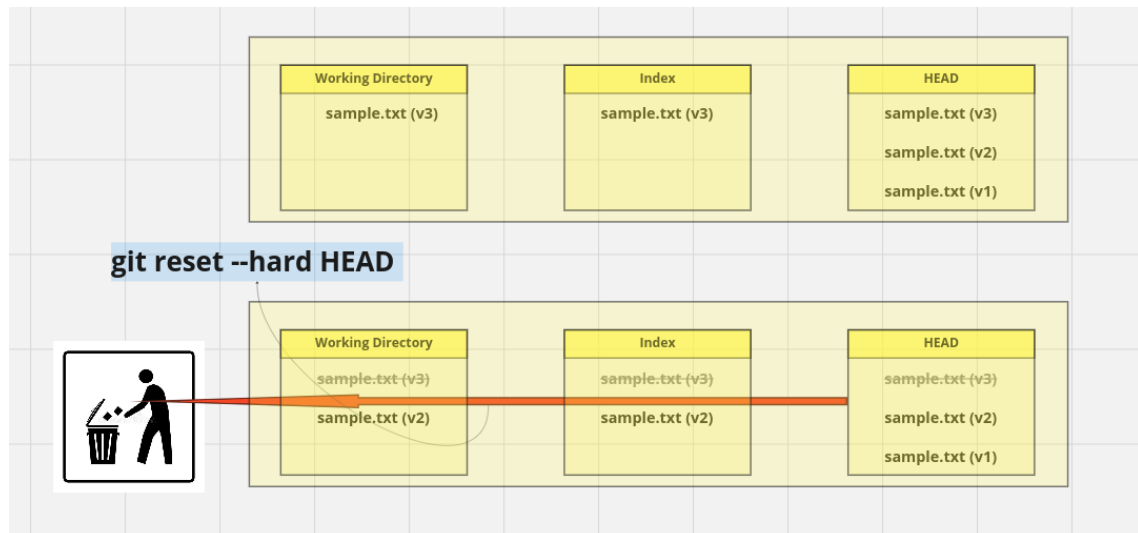 Working Directory
Index
HEAD
sample.txt (v3)
sample.txt (v3)
sample.txt (v3)
sample.txt (v2)
sample.txt (v1)
git reset --hard HEAD
Working Directory
Index
HEAD
sample.txt (v3)
sample.txt (v3)
sample.txt (v3)
sample.txt (v2)
sample.txt (v2)
sample.txt (v2)
sample.txt (v1)